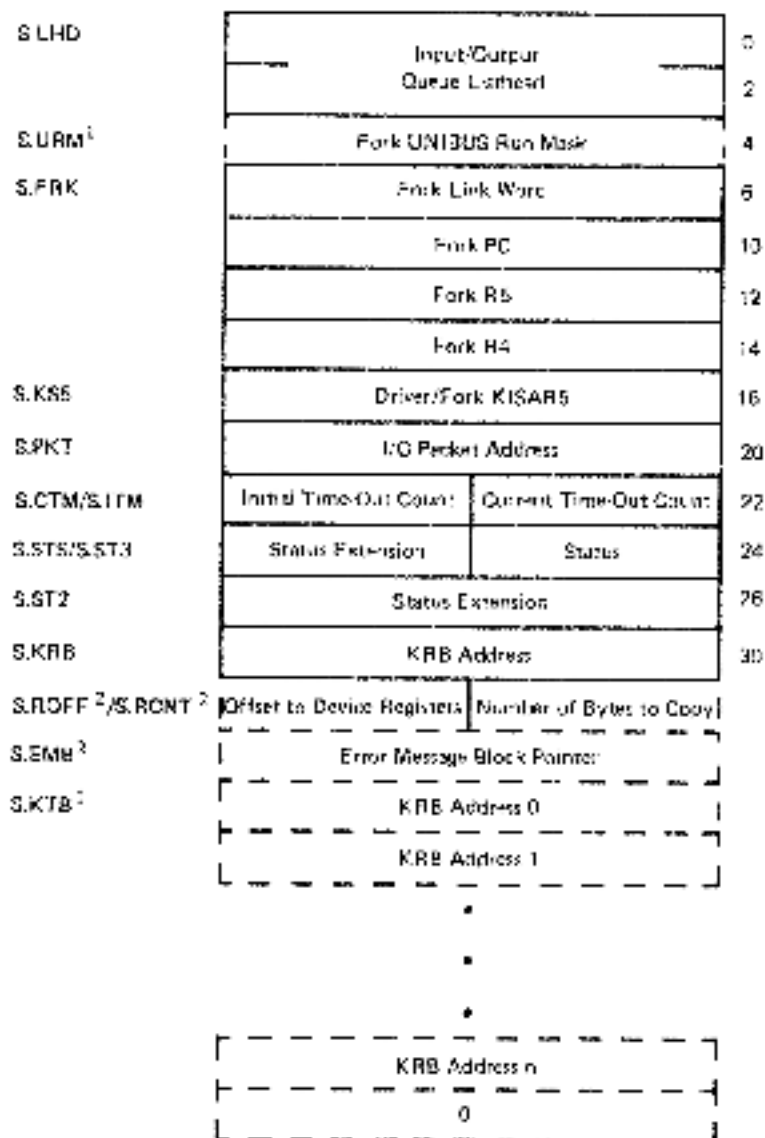 S.LHD Input/Output 0
Queue Listhead 2
S.URM 1 Fork UNIBUS Run Mask 4
S.FRK Fork Link Word 6
Fork PC 10
Fork R5 12
Fork R4 14
S.KS5 Driver/Fork KISAR5 16
S.PKT I/O Packet Address 20
S.CTM/S.ITM Initial Time-Out Count Current Time-Out Count 22
S.STS/S.ST3 Status Extension Status 24
S.ST2 Status Extension 26
S.KRB KRB Address 30
S.ROFF 2/S.RCNT Offset to Device Registers Number of Bytes to Copy
S.EMB Error Message Block Pointer
S.KTB KRB Address 0
KRB Address 1
KRB Address n
0